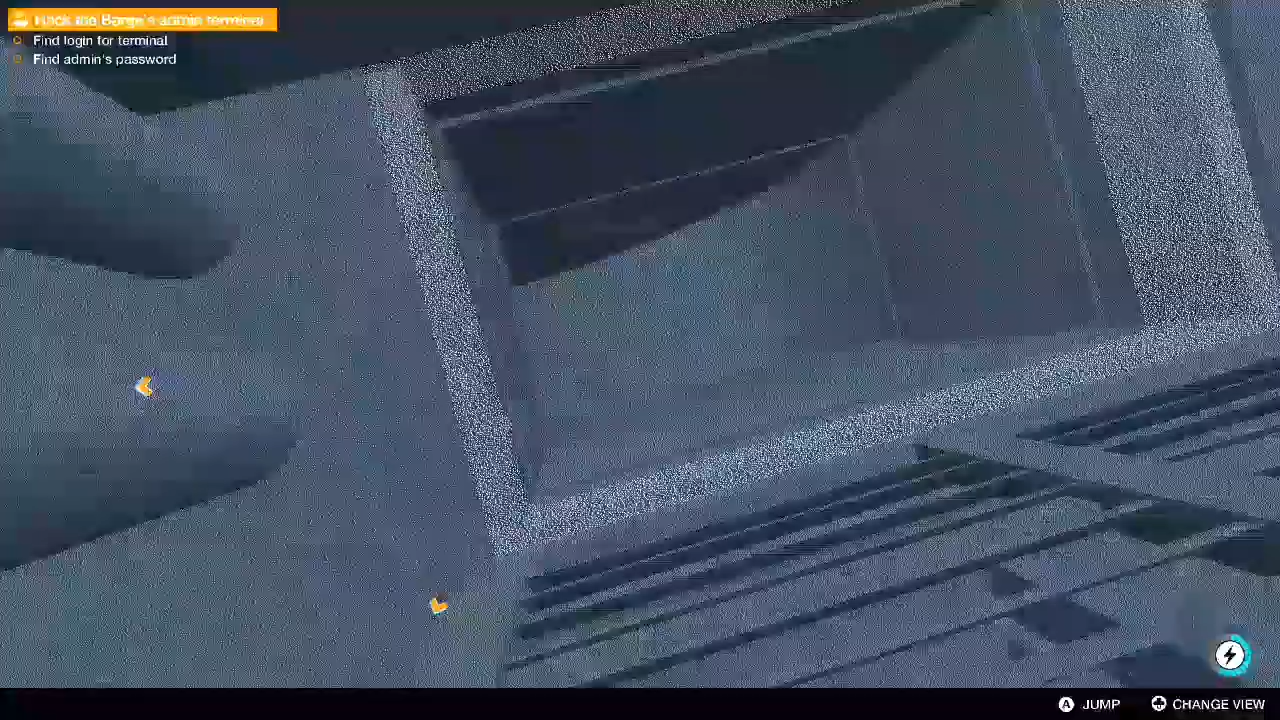 Hack the Barge's admin terminal
Find login for terminal
Find admin's password
A JUMP
CHANGE VIEW